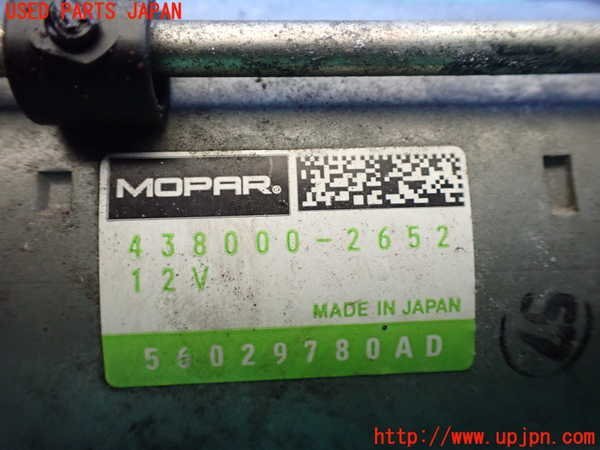 USED PARTS JAPAN
MOPAR®
438000-2652
12V
MADE IN JAPAN
56029780AD
http://www.upjpn.com/